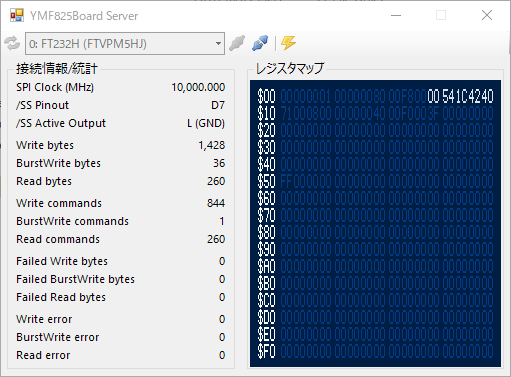 YMF825Board Server
0: FT232H (FTVPM5HJ)
接続情報/統計
SPI Clock (MHz) 10,000.000
/SS Pinout D7
/SS Active Output L (GND)
Write bytes 1,428
BurstWrite bytes 36
Read bytes 260
Write commands 844
BurstWrite commands 1
Read commands 260
Failed Write bytes 0
Failed BurstWrite bytes 0
Failed Read bytes 0
Write error 0
BurstWrite error 0
Read error 0
レジスタマップ
$00 00000001 00000080 00F80000 541C4240
$10 71000800 00000040 00F0003F 00000000
$20 00000000 00000000 00000000 00000000
$30 00000000 00000000 00000000 00000000
$40 00000000 00000000 00000000 00000000
$50 FF000000 00000000 00000000 00000000
$60 00000000 00000000 00000000 00000000
$70 00000000 00000000 00000000 00000000
$80 00000000 00000000 00000000 00000000
$90 00000000 00000000 00000000 00000000
$A0 00000000 00000000 00000000 00000000
$B0 00000000 00000000 00000000 00000000
$C0 00000000 00000000 00000000 00000000
$D0 00000000 00000000 00000000 00000000
$E0 00000000 00000000 00000000 00000000
$F0 00000000 00000000 00000000 00000000